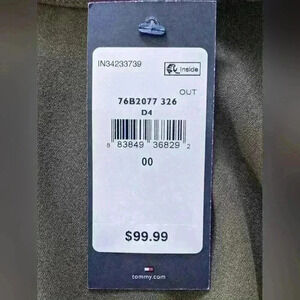 IN34233739
Inside
OUT
76B2077 326
D4
8 83849 36829 2
00
$99.99
tommy.com